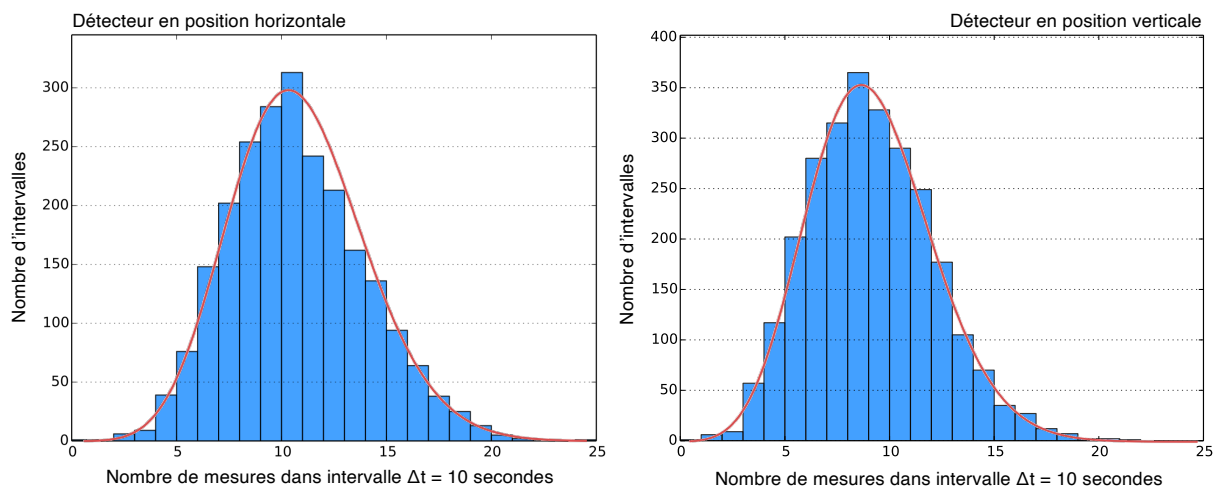 Détecteur en position horizontale
Nombre d'intervalles
300
250
200
150
100
50
0
0 5 10 15 20 25
Nombre de mesures dans intervalle Δt = 10 secondes
Détecteur en position verticale
Nombre d'intervalles
400
350
300
250
200
150
100
50
0
0 5 10 15 20 25
Nombre de mesures dans intervalle Δt = 10 secondes